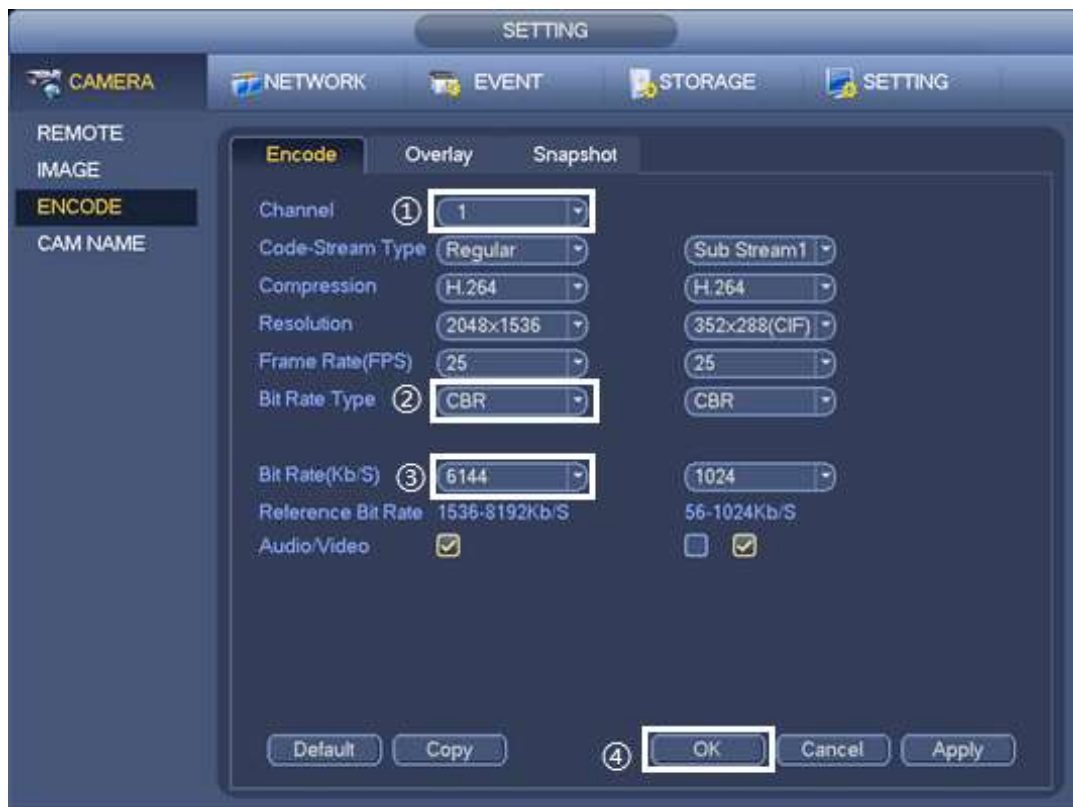 SETTING
CAMERA NETWORK EVENT STORAGE SETTING
REMOTE
IMAGE
ENCODE
CAM NAME
Encode Overlay Snapshot
Channel ① 1
Code-Stream Type Regular Sub Stream1
Compression H.264 H.264
Resolution 2048x1536 352x288(CIF)
Frame Rate(FPS) 25 25
Bit Rate Type ② CBR CBR
Bit Rate(Kb/S) ③ 6144 1024
Reference Bit Rate 1536-8192Kb/S 56-1024Kb/S
Audio/Video
Default Copy ④ OK Cancel Apply